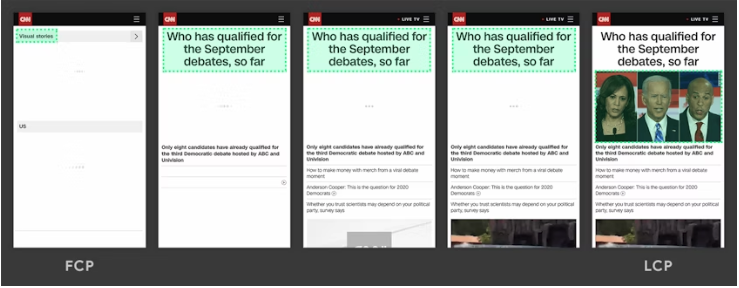 CNN
Visual stories
US
CNN
Who has qualified for
the September
debates, so far
Only eight candidates have already qualified for
the third Democratic debate hosted by ABC and
Univision
CNN
LIVE TV
Who has qualified for
the September
debates, so far
Only eight candidates have already qualified for
the third Democratic debate hosted by ABC and
Univision
How to make money with merch from a viral debate
moment
Anderson Cooper: This is the question for 2020
Democrats
Whether you trust scientists may depend on your political
party, survey says
CNN
LIVE TV
Who has qualified for
the September
debates, so far
Only eight candidates have already qualified for
the third Democratic debate hosted by ABC and
Univision
How to make money with merch from a viral debate
moment
Anderson Cooper: This is the question for 2020
Democrats
Whether you trust scientists may depend on your political
party, survey says
CNN
LIVE TV
Who has qualified for
the September
debates, so far
Only eight candidates have already qualified for
the third Democratic debate hosted by ABC and
Univision
How to make money with merch from a viral debate
moment
Anderson Cooper: This is the question for 2020
Democrats
Whether you trust scientists may depend on your political
party, survey says
FCP
LCP